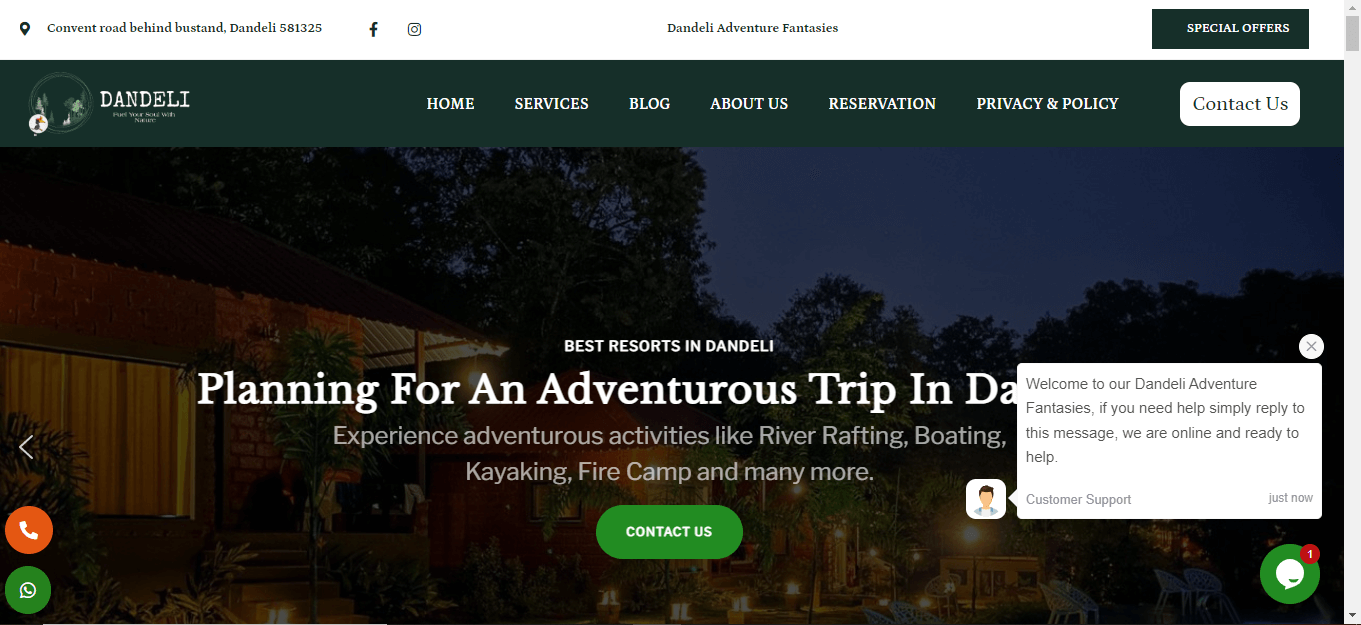 Convent road behind bustand, Dandeli 581325
Dandeli Adventure Fantasies
SPECIAL OFFERS
DANDELI
Fuel Your Soul With
Nature
HOME
SERVICES
BLOG
ABOUT US
RESERVATION
PRIVACY & POLICY
Contact Us
BEST RESORTS IN DANDELI
Planning For An Adventurous Trip In Da
Experience adventurous activities like River Rafting, Boating,
Kayaking, Fire Camp and many more.
CONTACT US
Welcome to our Dandeli Adventure
Fantasies, if you need help simply reply to
this message, we are online and ready to
help.
Customer Support
just now
1